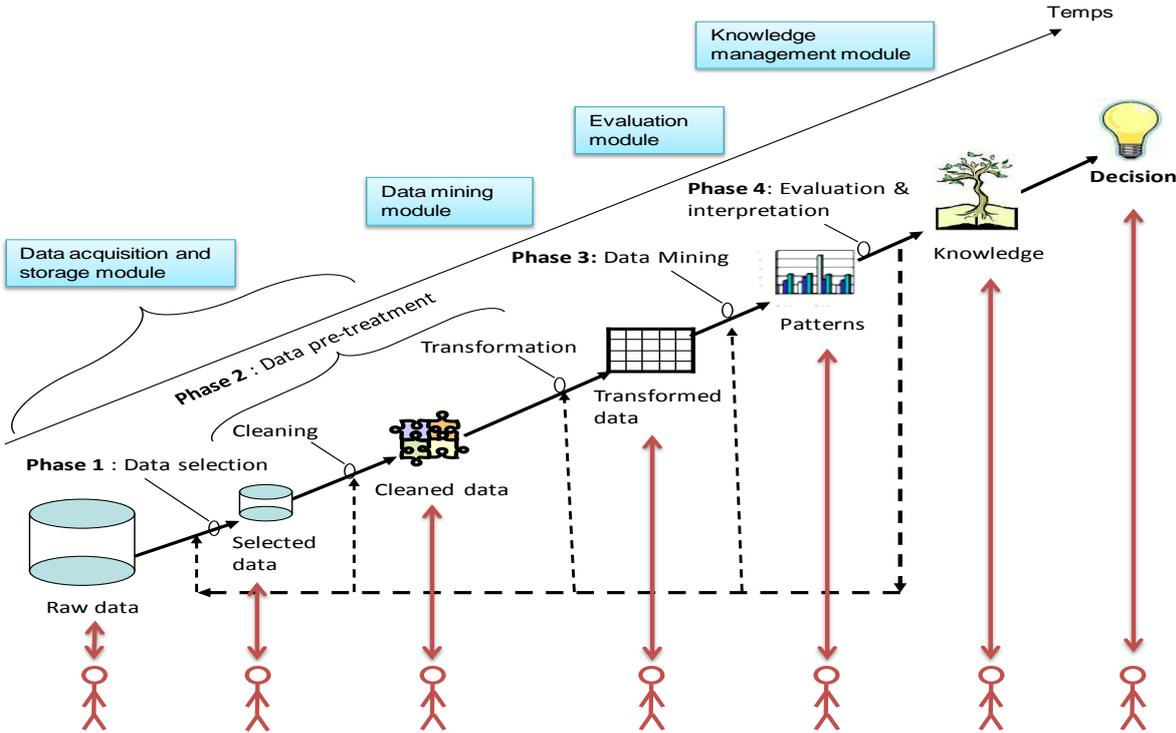 Temps
Knowledge
management module
Evaluation
module
Data mining
module
Data acquisition and
storage module
Decision
Phase 4: Evaluation &
interpretation
Knowledge
Phase 3: Data Mining
Patterns
Phase 2 : Data pre-treatment
Transformation
Transformed
data
Cleaning
Cleaned data
Phase 1 : Data selection
Selected
data
Raw data